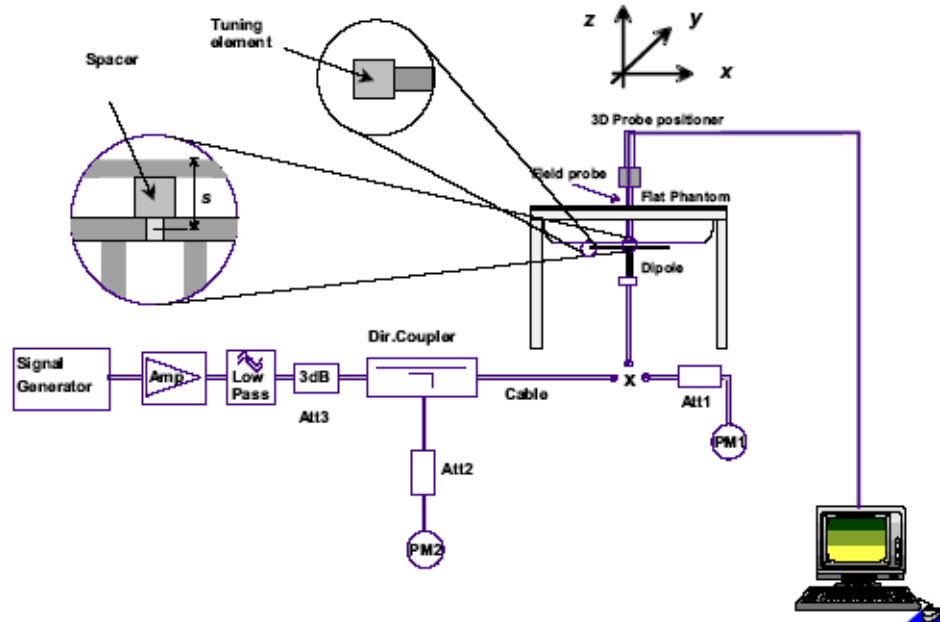 Tuning
element
Spacer
s
z
y
x
3D Probe positioner
Field probe
Flat Phantom
Dipole
Dir.Coupler
Signal
Generator
Amp
Low
Pass
3dB
Att3
Cable
x
Att1
PM1
Att2
PM2